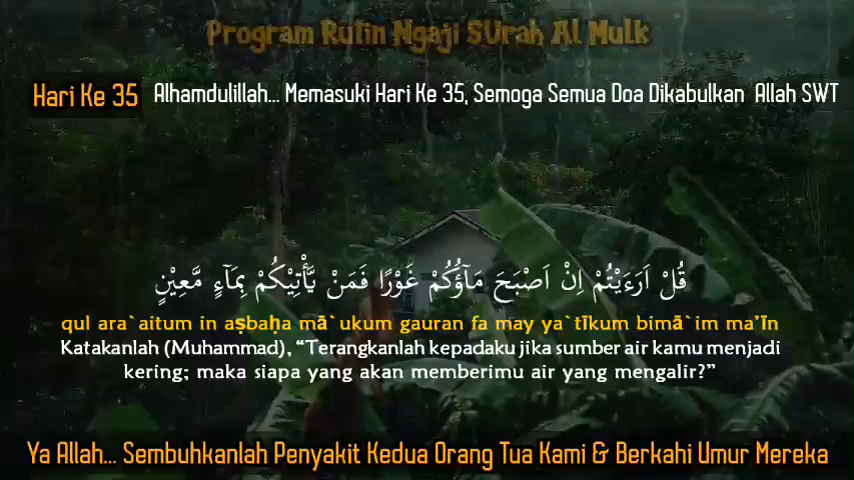 Program Rutin Ngaji SUrah Al Mulk
Hari Ke 35 Alhamdulillah... Memasuki Hari Ke 35, Semoga Semua Doa Dikabulkan Allah SWT
قُلْ اَرَءَيْتُمْ اِنْ اَصْبَحَ مَآؤُكُمْ غَوْرًا فَمَنْ يَّأْتِيْكُمْ بِمَآءٍ مَّعِيْنٍ
qul ara`aitum in aṣbaḥa mā`ukum gauran fa may ya`tīkum bimā`im ma’īn
Katakanlah (Muhammad), “Terangkanlah kepadaku jika sumber air kamu menjadi
kering; maka siapa yang akan memberimu air yang mengalir?”
Ya Allah... Sembuhkanlah Penyakit Kedua Orang Tua Kami & Berkahi Umur Mereka